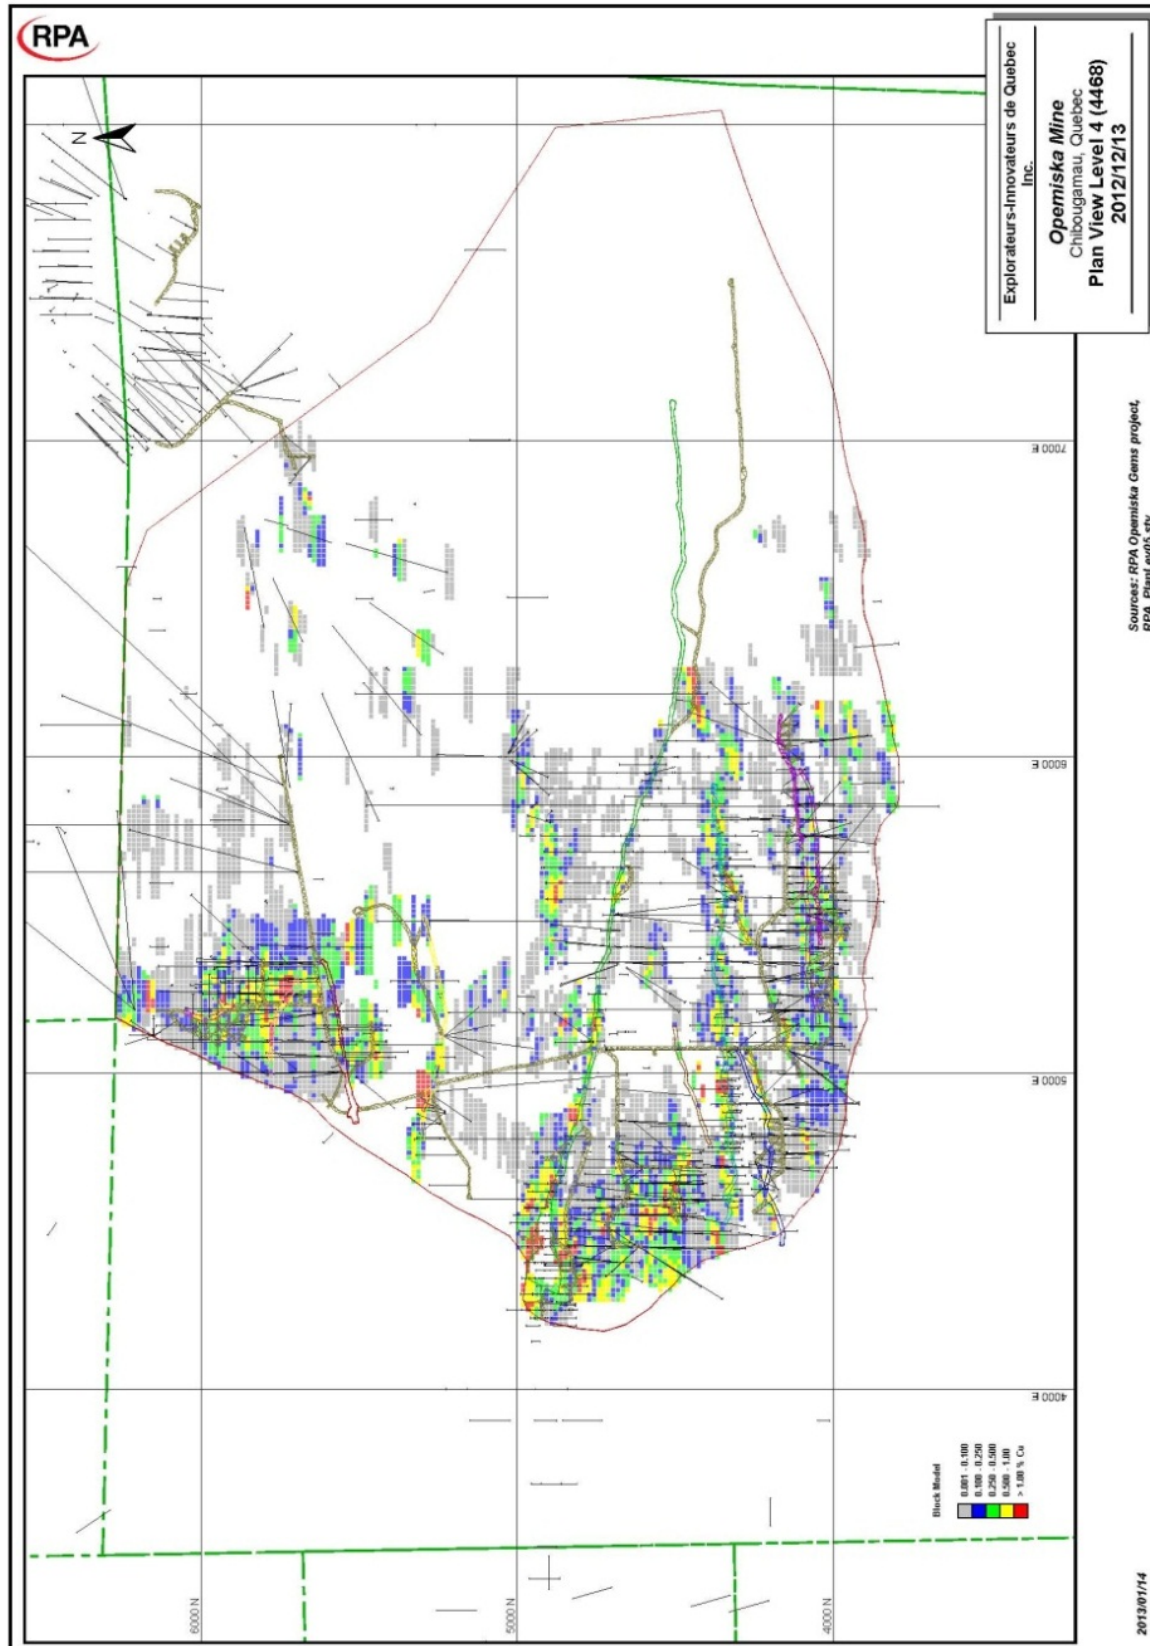 RPA
N
Explorateurs-Innovateurs de Quebec
Inc.
Opemiska Mine
Chibougamau, Quebec
Plan View Level 4 (4468)
2012/12/13
7000 E
6000 E
5000 E
4000 E
6000 N
5000 N
4000 N
Block Model
0.001 - 0.100
0.100 - 0.250
0.250 - 0.500
0.500 - 1.00
> 1.00 % Cu
Sources: RPA Opemiska Gems project,
2013/01/14